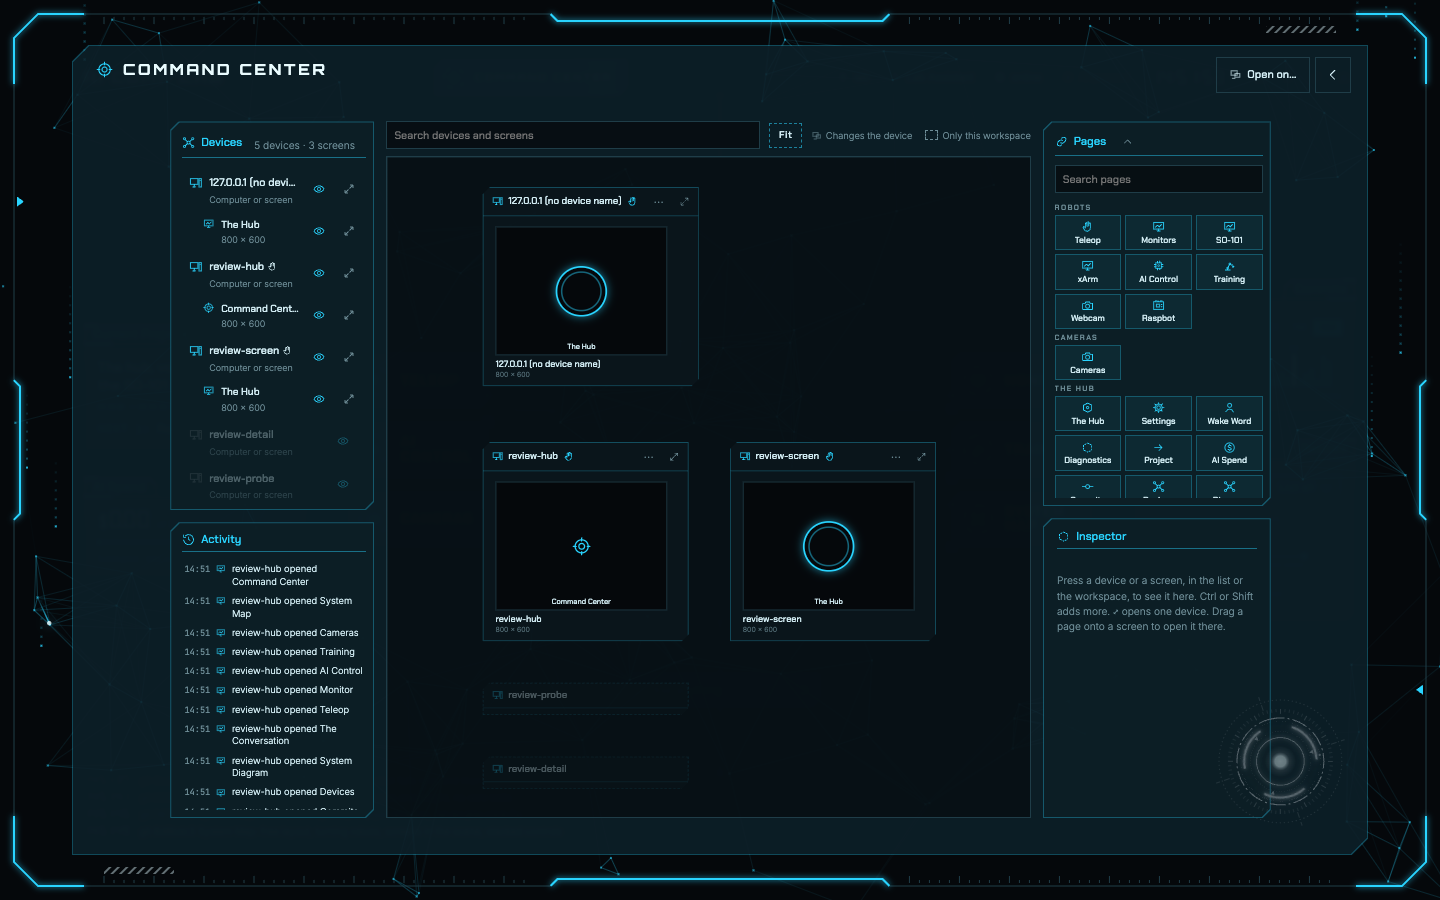 COMMAND CENTER
Open on...
Devices
5 devices · 3 screens
127.0.0.1 (no devi...
Computer or screen
The Hub
800 × 600
review-hub
Computer or screen
Command Cent...
800 × 600
review-screen
Computer or screen
The Hub
800 × 600
review-detail
Computer or screen
review-probe
Computer or screen
Activity
14:51 review-hub opened
Command Center
14:51 review-hub opened System
Map
14:51 review-hub opened Cameras
14:51 review-hub opened Training
14:51 review-hub opened AI Control
14:51 review-hub opened Monitor
14:51 review-hub opened Teleop
14:51 review-hub opened The
Conversation
14:51 review-hub opened System
Diagram
14:51 review-hub opened Devices
Search devices and screens
Fit
Changes the device
Only this workspace
127.0.0.1 (no device name)
The Hub
127.0.0.1 (no device name)
800 × 600
review-hub
Command Center
review-hub
800 × 600
review-screen
The Hub
review-screen
800 × 600
review-probe
review-detail
Pages
Search pages
ROBOTS
Teleop
Monitors
SO-101
xArm
AI Control
Training
Webcam
Raspbot
CAMERAS
Cameras
THE HUB
The Hub
Settings
Wake Word
Diagnostics
Project
AI Spend
Inspector
Press a device or a screen, in the list or
the workspace, to see it here. Ctrl or Shift
adds more. ⤢ opens one device. Drag a
page onto a screen to open it there.